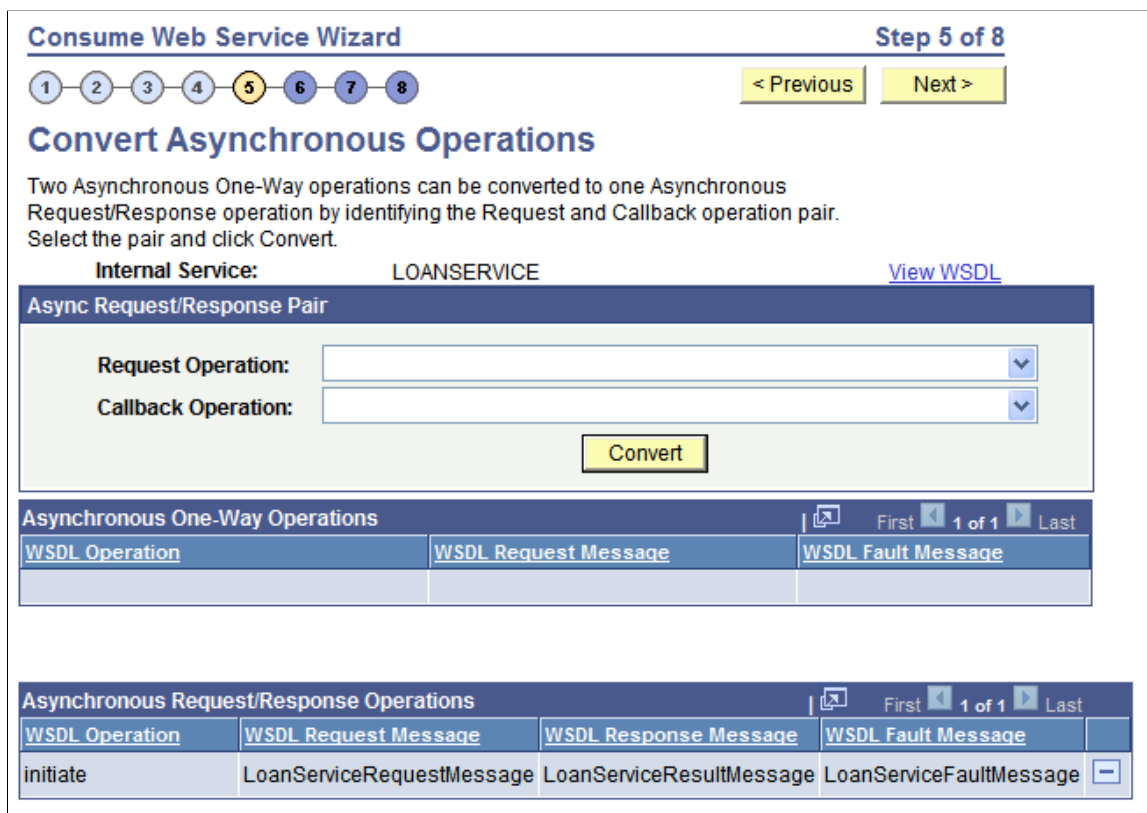 Consume Web Service Wizard Step 5 of 8
1 2 3 4 5 6 7 8 < Previous Next >
Convert Asynchronous Operations
Two Asynchronous One-Way operations can be converted to one Asynchronous
Request/Response operation by identifying the Request and Callback operation pair.
Select the pair and click Convert.
Internal Service: LOANSERVICE View WSDL
Async Request/Response Pair
Request Operation:
Callback Operation:
Convert
Asynchronous One-Way Operations | First 1 of 1 Last
WSDL Operation WSDL Request Message WSDL Fault Message
Asynchronous Request/Response Operations | First 1 of 1 Last
WSDL Operation WSDL Request Message WSDL Response Message WSDL Fault Message
initiate LoanServiceRequestMessage LoanServiceResultMessage LoanServiceFaultMessage